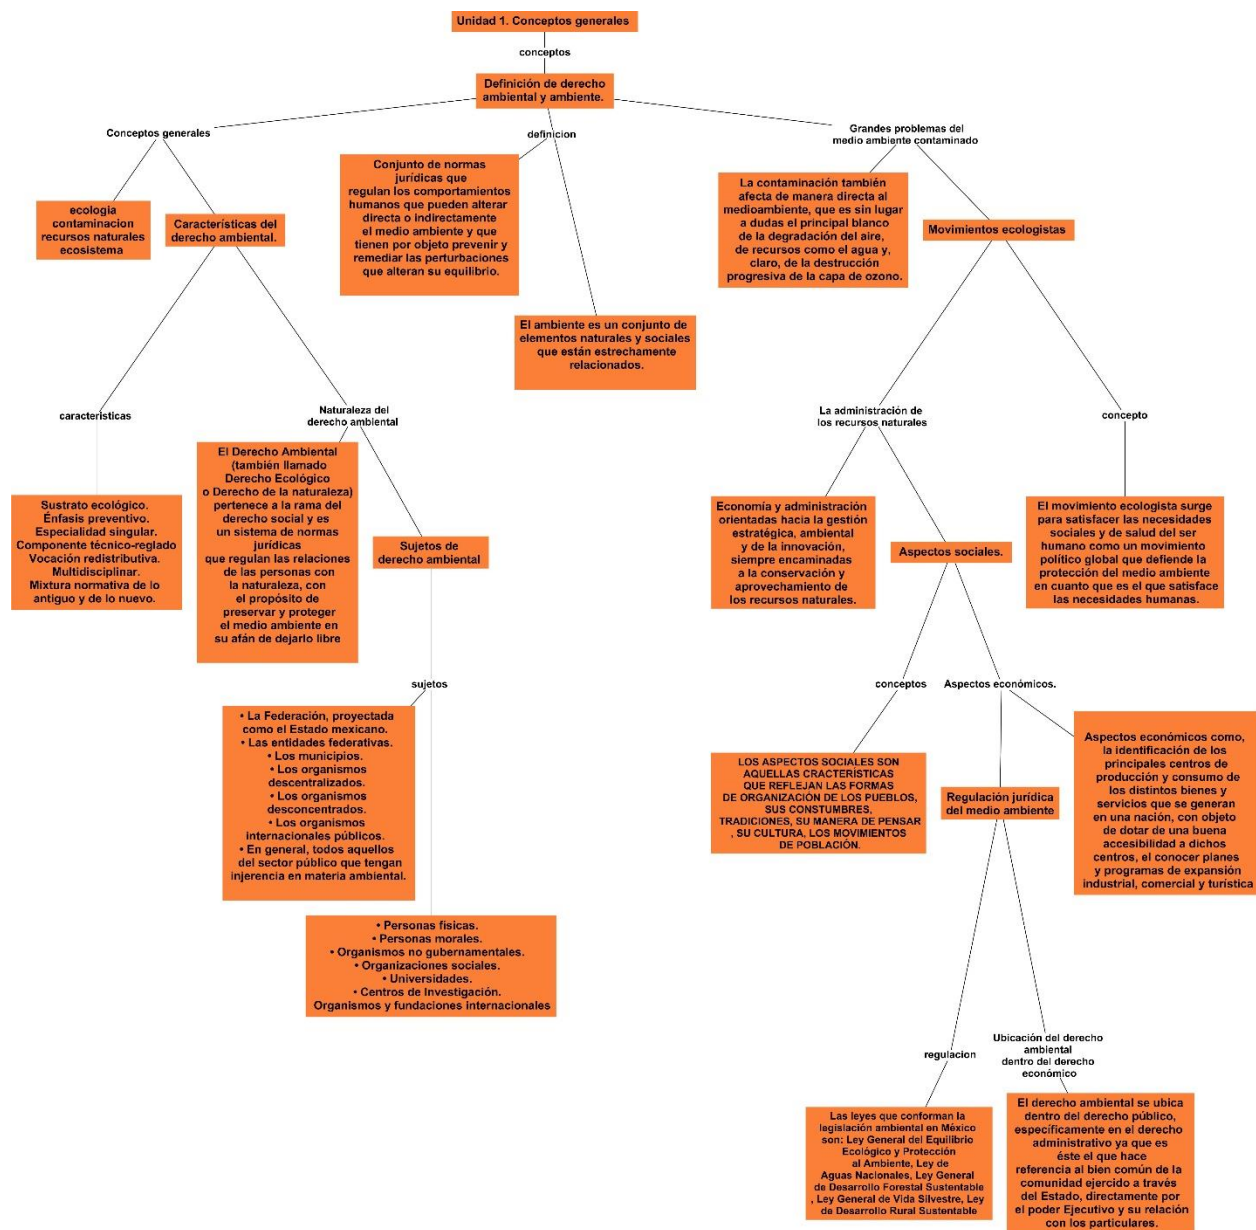 Unidad 1. Conceptos generales
conceptos
Definición de derecho
ambiental y ambiente.
Conceptos generales
definicion
Grandes problemas del
medio ambiente contaminado
ecologia
contaminacion
recursos naturales
ecosistema
Características del
derecho ambiental.
Conjunto de normas
jurídicas que
regulan los comportamientos
humanos que pueden alterar
directa o indirectamente
el medio ambiente y que
tienen por objeto prevenir y
remediar las perturbaciones
que alteran su equilibrio.
La contaminación también
afecta de manera directa al
medioambiente, que es sin lugar
a dudas el principal blanco
de la degradación del aire,
de recursos como el agua y,
claro, de la destrucción
progresiva de la capa de ozono.
Movimientos ecologistas
El ambiente es un conjunto de
elementos naturales y sociales
que están estrechamente
relacionados.
caracteristicas
Naturaleza del
derecho ambiental
La administración de
los recursos naturales
concepto
Sustrato ecológico.
Énfasis preventivo.
Especialidad singular.
Componente técnico-reglado
Vocación redistributiva.
Multidisciplinar.
Mixtura normativa de lo
antiguo y de lo nuevo.
El Derecho Ambiental
(también llamado
Derecho Ecológico
o Derecho de la naturaleza)
pertenece a la rama del
derecho social y es
un sistema de normas
jurídicas
que regulan las relaciones
de las personas con
la naturaleza, con
el propósito de
preservar y proteger
el medio ambiente en
su afán de dejarlo libre
Sujetos de
derecho ambiental
Economía y administración
orientadas hacia la gestión
estratégica, ambiental
y de la innovación,
siempre encaminadas
a la conservación y
aprovechamiento de
los recursos naturales.
Aspectos sociales.
El movimiento ecologista surge
para satisfacer las necesidades
sociales y de salud del ser
humano como un movimiento
político global que defiende la
protección del medio ambiente
en cuanto que es el que satisface
las necesidades humanas.
sujetos
conceptos
Aspectos económicos.
• La Federación, proyectada
como el Estado mexicano.
• Las entidades federativas.
• Los municipios.
• Los organismos
descentralizados.
• Los organismos
desconcentrados.
• Los organismos
internacionales públicos.
• En general, todos aquellos
del sector público que tengan
injerencia en materia ambiental.
LOS ASPECTOS SOCIALES SON
AQUELLAS CRACTERÍSTICAS
QUE REFLEJAN LAS FORMAS
DE ORGANIZACIÓN DE LOS PUEBLOS,
SUS CONSTUMBRES,
TRADICIONES, SU MANERA DE PENSAR
, SU CULTURA, LOS MOVIMIENTOS
DE POBLACIÓN.
Regulación jurídica
del medio ambiente
Aspectos económicos como,
la identificación de los
principales centros de
producción y consumo de
los distintos bienes y
servicios que se generan
en una nación, con objeto
de dotar de una buena
accesibilidad a dichos
centros, el conocer planes
y programas de expansión
industrial, comercial y turística
• Personas físicas.
• Personas morales.
• Organismos no gubernamentales.
• Organizaciones sociales.
• Universidades.
• Centros de Investigación.
Organismos y fundaciones internacionales
regulacion
Ubicación del derecho
ambiental
dentro del derecho
económico
Las leyes que conforman la
legislación ambiental en México
son: Ley General del Equilibrio
Ecológico y Protección
al Ambiente, Ley de
Aguas Nacionales, Ley General
de Desarrollo Forestal Sustentable
, Ley General de Vida Silvestre, Ley
de Desarrollo Rural Sustentable
El derecho ambiental se ubica
dentro del derecho público,
específicamente en el derecho
administrativo ya que es
éste el que hace
referencia al bien común de la
comunidad ejercido a través
del Estado, directamente por
el poder Ejecutivo y su relación
con los particulares.